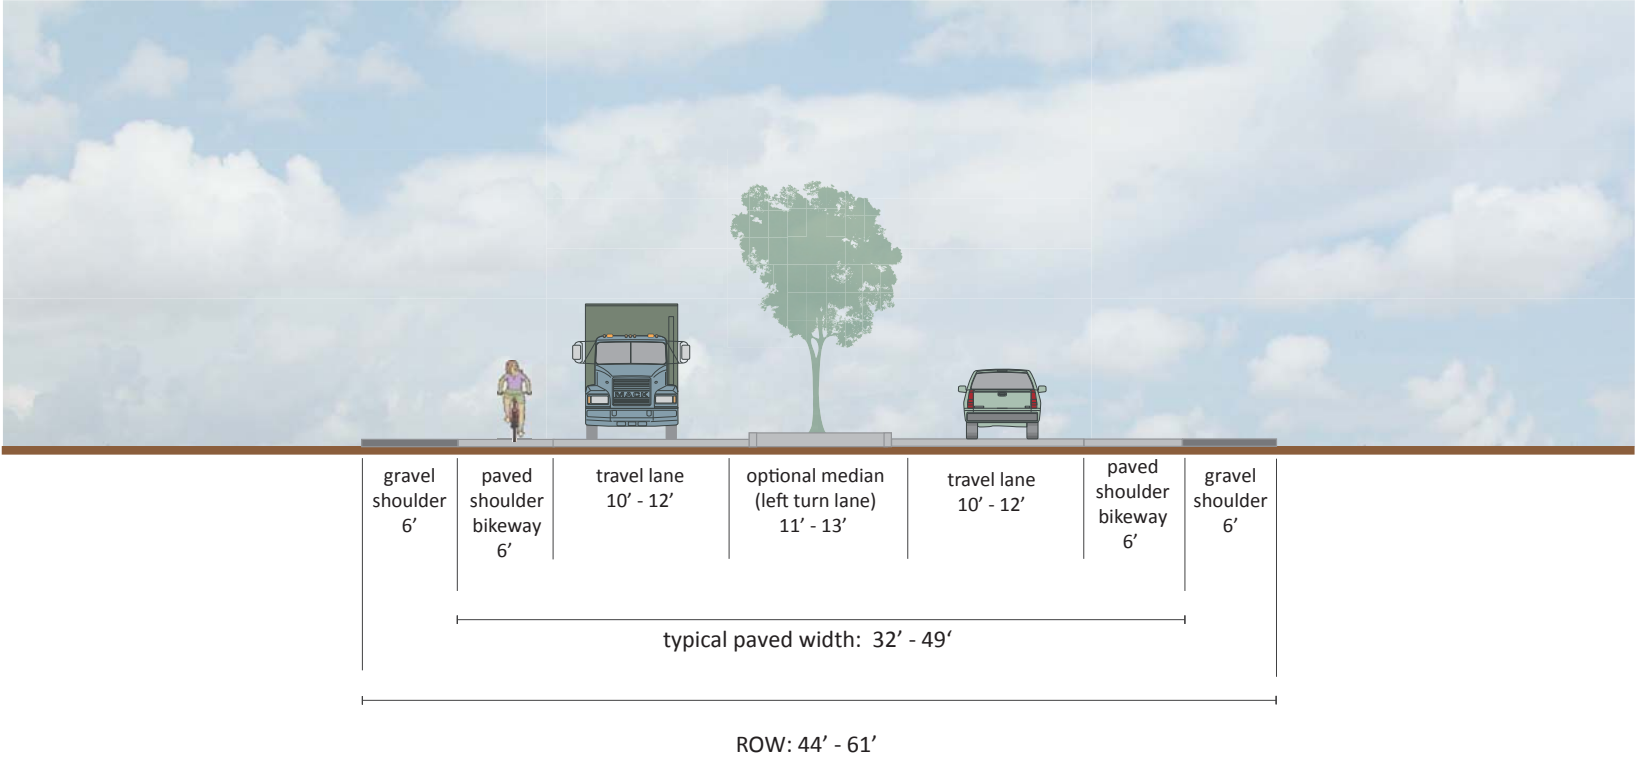 MACK
gravel
shoulder
6’
paved
shoulder
bikeway
6’
travel lane
10’ - 12’
optional median
(left turn lane)
11’ - 13’
travel lane
10’ - 12’
paved
shoulder
bikeway
6’
gravel
shoulder
6’
typical paved width:  32’ - 49‘
ROW: 44’ - 61’